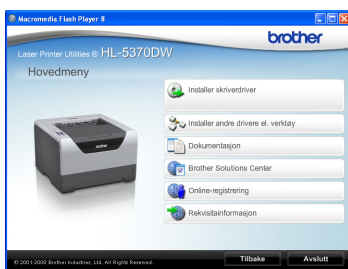 Macromedia Flash Player 8
brother
Laser Printer Utilities © HL-5370DW
Hovedmeny
Installer skriverdriver
Installer andre drivere el. verktøy
Dokumentasjon
Brother Solutions Center
Online-registrering
Rekvisitainformasjon
© 2001-2008 Brother Industries, Ltd. All Rights Reserved.
Tilbake
Avslutt